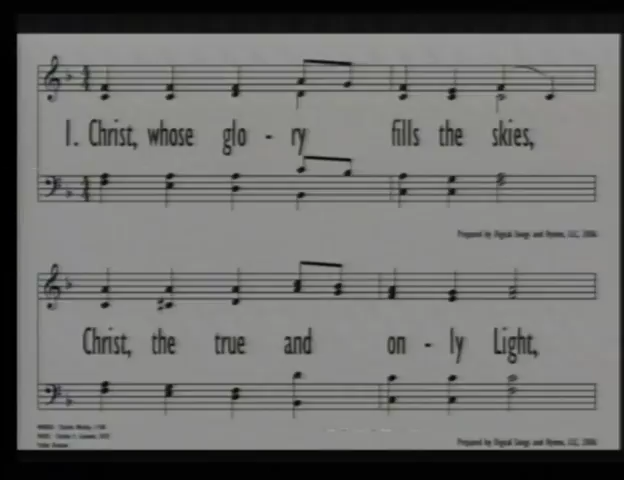 1. Christ, whose glo - ry fills the skies,
Prepared by Digital Songs and Hymns, LLC, 2006
Christ, the true and on - ly Light,
Prepared by Digital Songs and Hymns, LLC, 2006